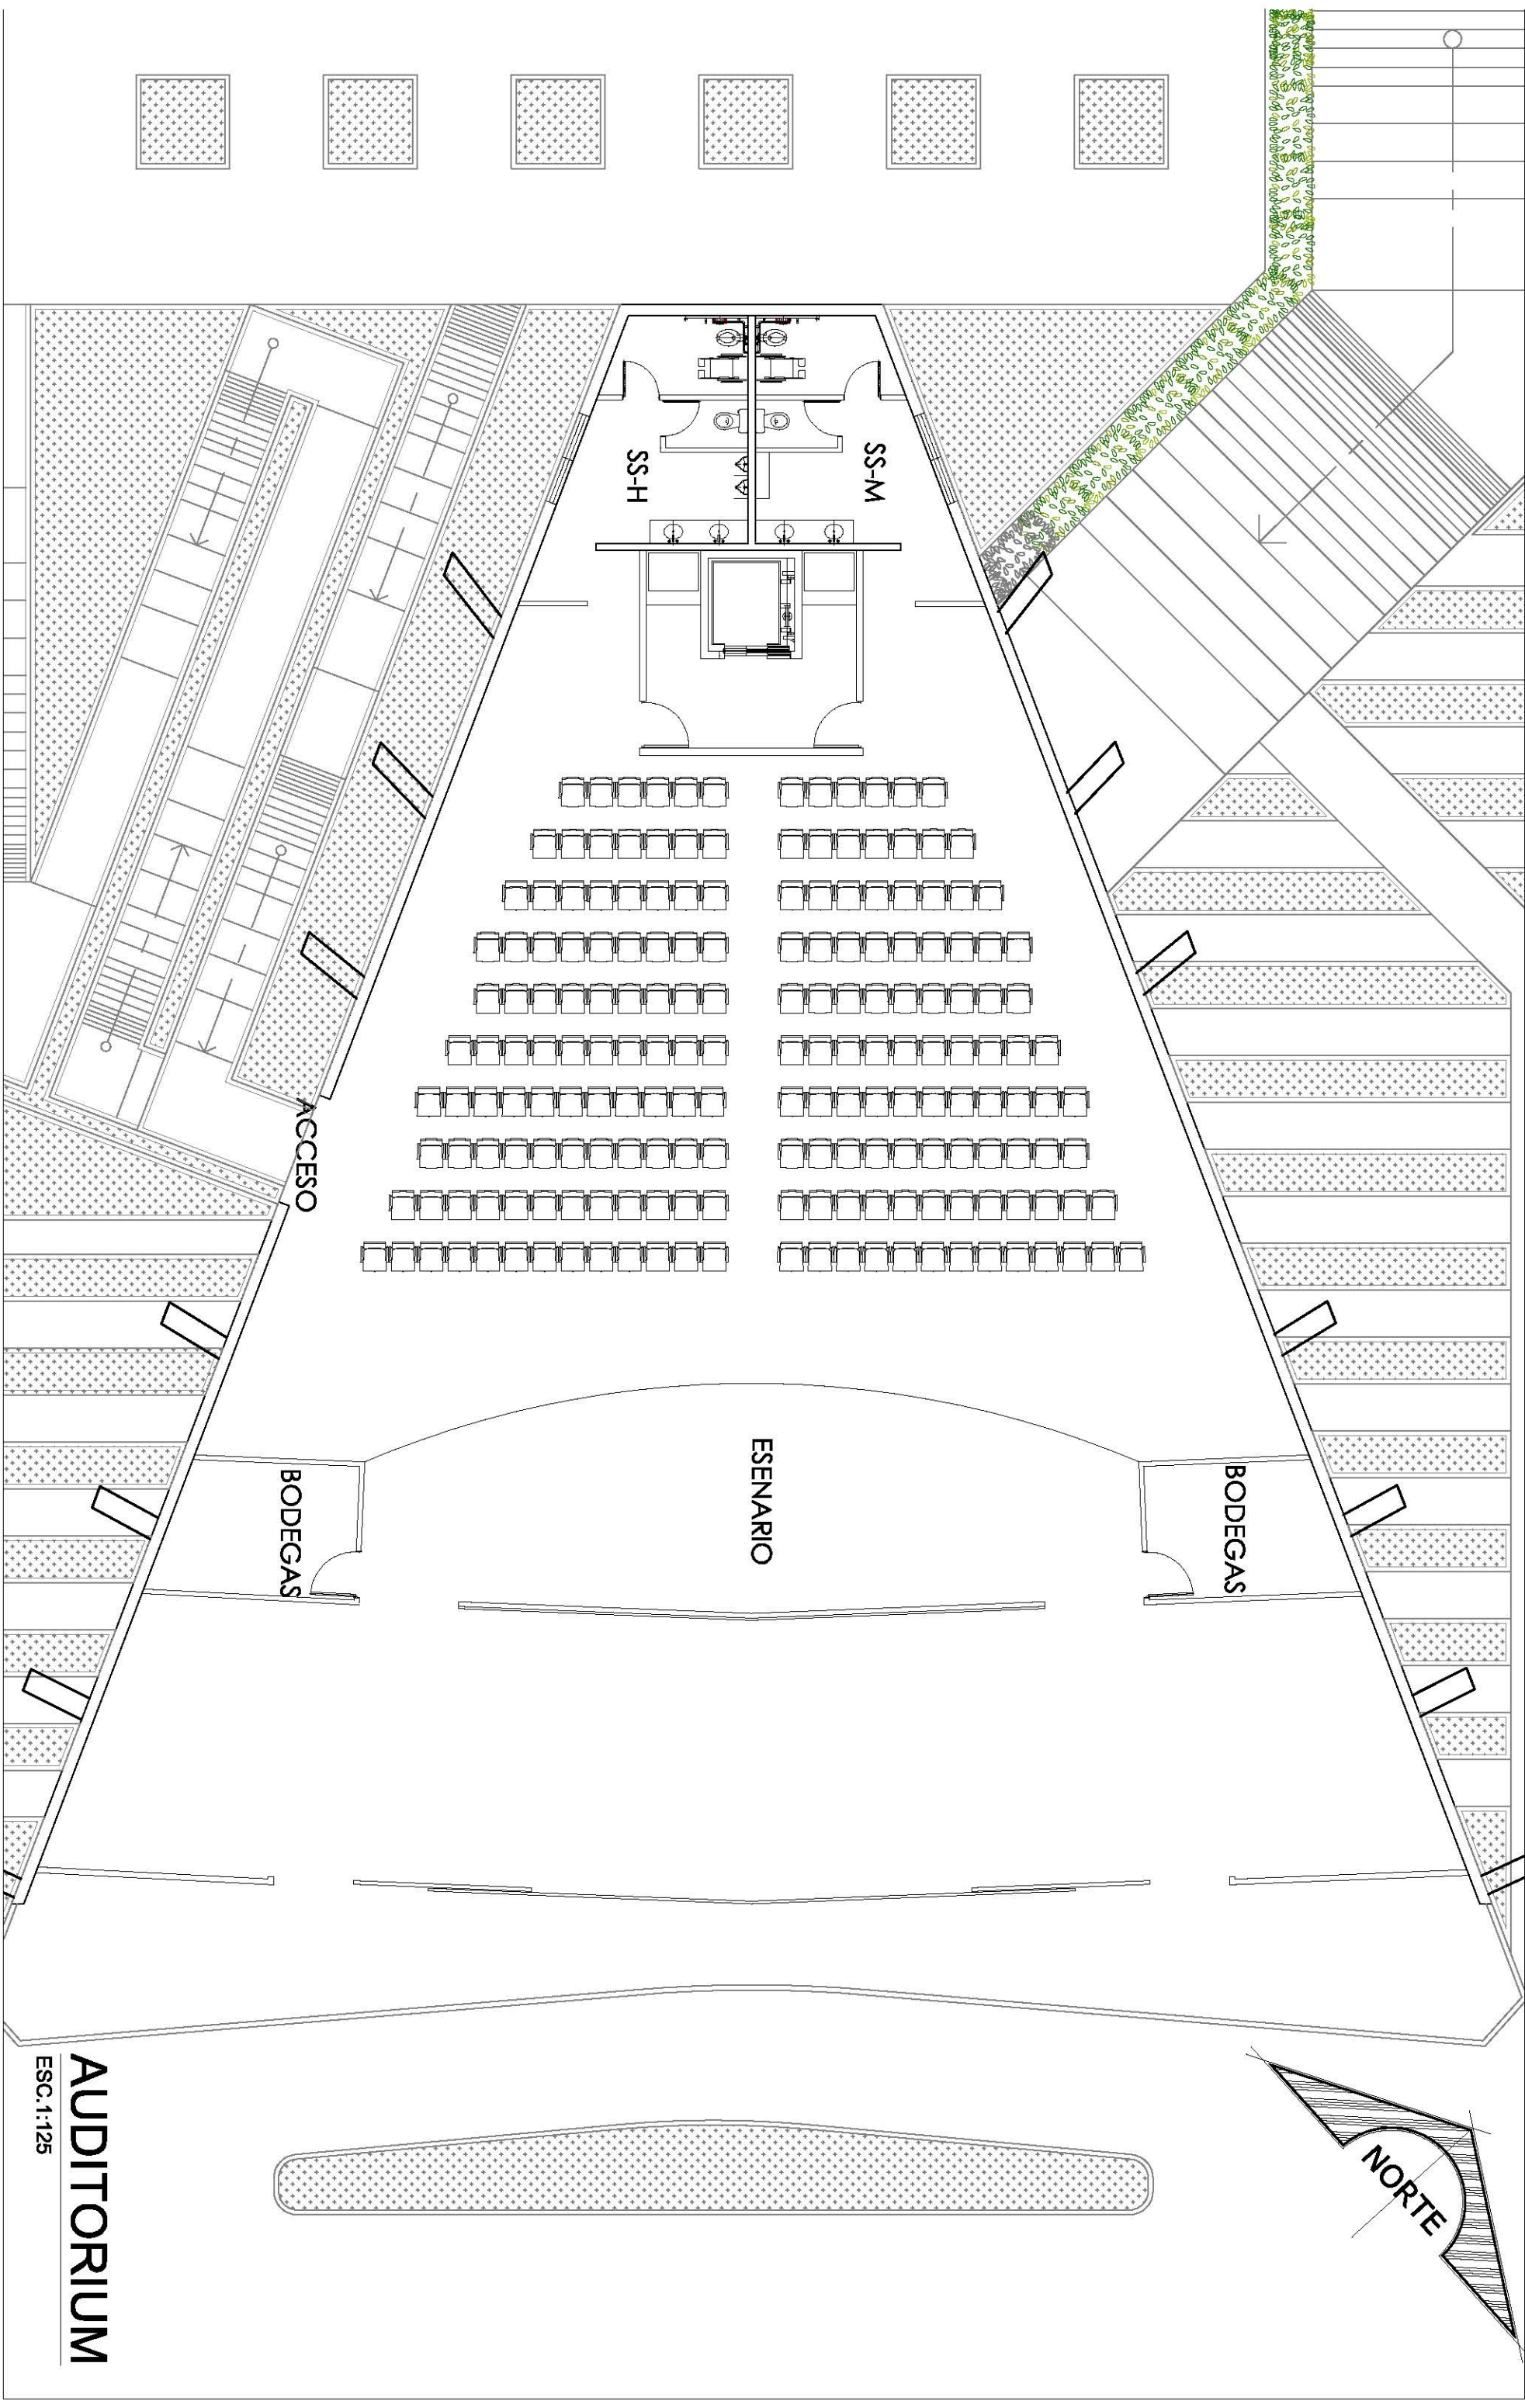 SS-H
SS-M
ACCESO
BODEGAS
ESENARIO
BODEGAS
NORTE
AUDITORIUM
ESC.1:125